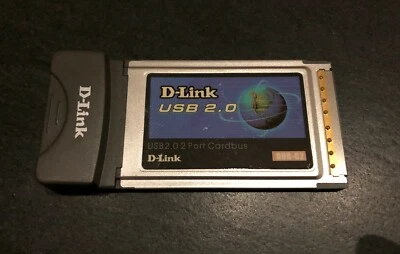 D-Link
D-Link
USB 2.0
USB2.0 2 Port Cardbus
D-Link